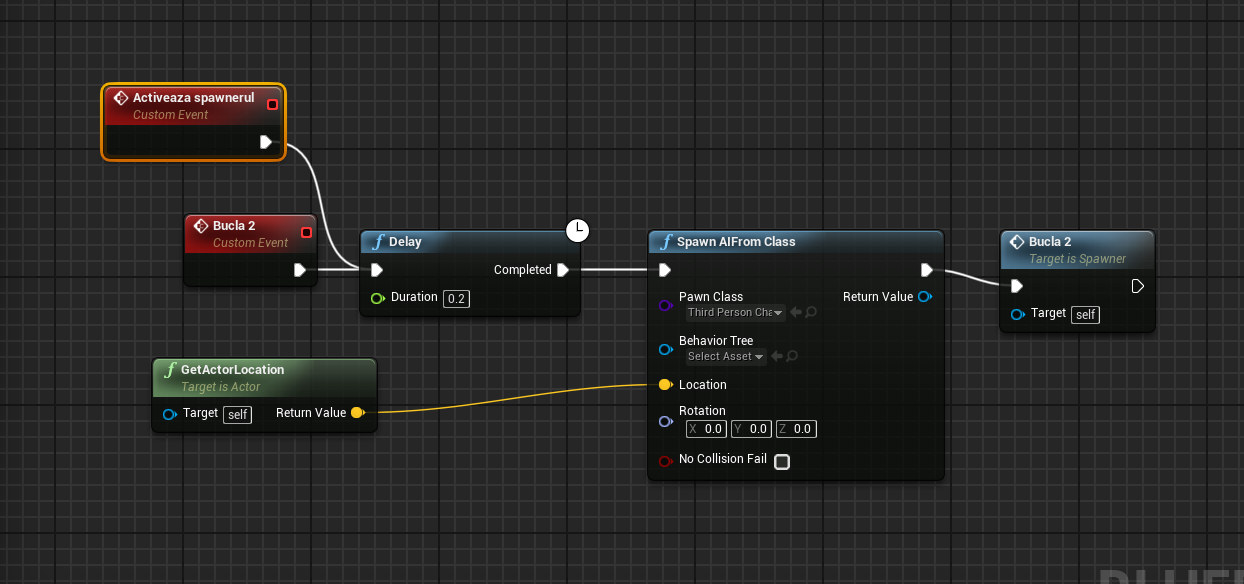 Activeaza spawnerul
Custom Event
Bucla 2
Custom Event
Delay
Completed
Duration 0.2
GetActorLocation
Target is Actor
Target self Return Value
Spawn AIFrom Class
Pawn Class
Third Person Cha
Return Value
Behavior Tree
Select Asset
Location
Rotation
X 0.0 Y 0.0 Z 0.0
No Collision Fail
Bucla 2
Target is Spawner
Target self